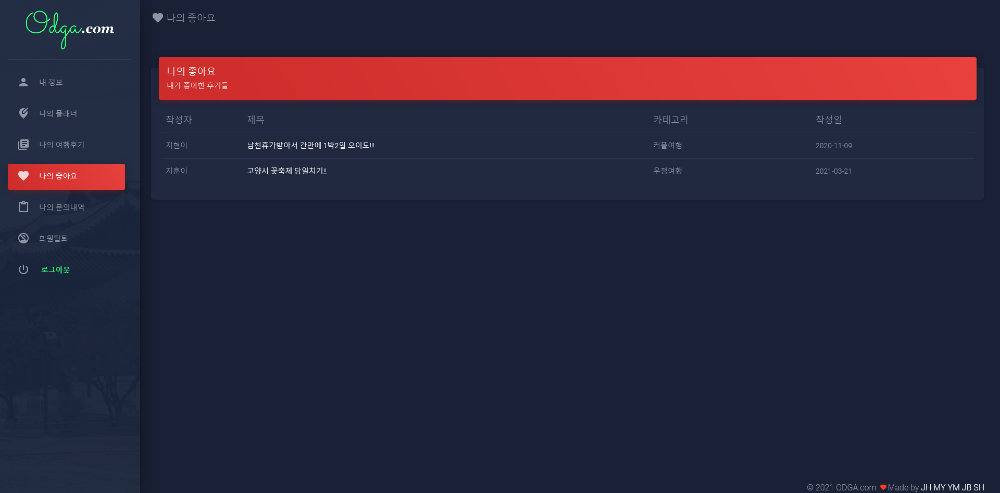 Odga.com
내 정보
나의 플래너
나의 여행후기
나의 좋아요
나의 문의내역
회원탈퇴
로그아웃
나의 좋아요
나의 좋아요
내가 좋아한 후기들
작성자 제목 카테고리 작성일
지현이 남친휴가받아서 간만에 1박2일 오이도!!! 커플여행 2020-11-09
지훈이 고양시 꽃축제 당일치기!! 우정여행 2021-03-21
© 2021 ODGA.com Made by JH MY YM JB SH